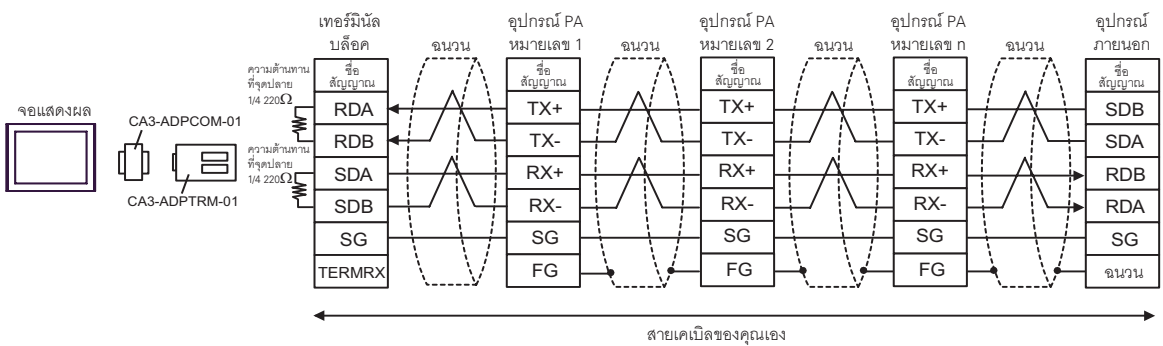 จอแสดงผล
CA3-ADPCOM-01
CA3-ADPTRM-01
ความต้านทาน
ที่จุดปลาย
1/4 220Ω
ความต้านทาน
ที่จุดปลาย
1/4 220Ω
เทอร์มินัล
บล็อค
ชื่อ
สัญญาณ
RDA
RDB
SDA
SDB
SG
TERMRX
ฉนวน
อุปกรณ์ PA
หมายเลข 1
ชื่อ
สัญญาณ
TX+
TX-
RX+
RX-
SG
FG
ฉนวน
อุปกรณ์ PA
หมายเลข 2
ชื่อ
สัญญาณ
TX+
TX-
RX+
RX-
SG
FG
ฉนวน
อุปกรณ์ PA
หมายเลข n
ชื่อ
สัญญาณ
TX+
TX-
RX+
RX-
SG
FG
ฉนวน
อุปกรณ์
ภายนอก
ชื่อ
สัญญาณ
SDB
SDA
RDB
RDA
SG
ฉนวน
สายเคเบิลของคุณเอง